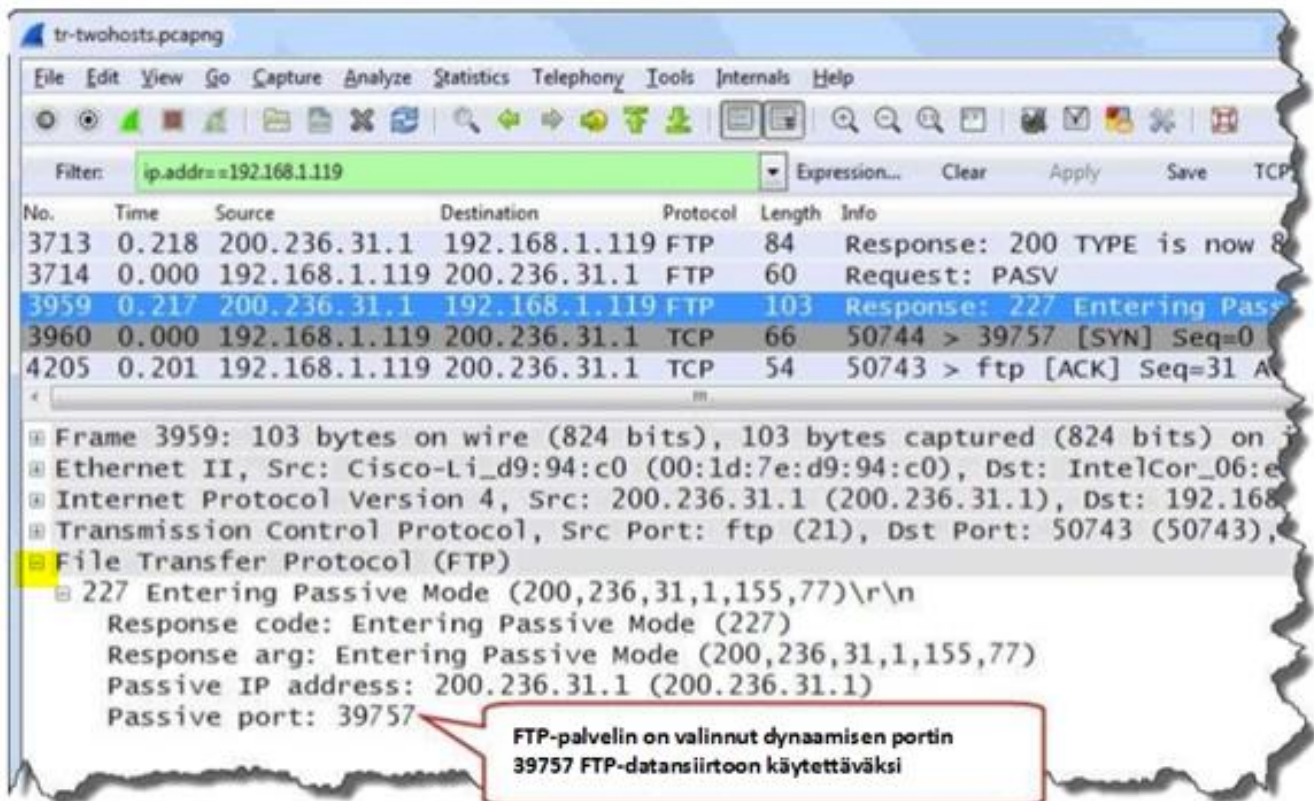 tr-twohosts.pcapng
File Edit View Go Capture Analyze Statistics Telephony Tools Internals Help
Filter: ip.addr==192.168.1.119 Expression... Clear Apply Save TCP
No. Time Source Destination Protocol Length Info
3713 0.218 200.236.31.1 192.168.1.119 FTP 84 Response: 200 TYPE is now 8
3714 0.000 192.168.1.119 200.236.31.1 FTP 60 Request: PASV
3959 0.217 200.236.31.1 192.168.1.119 FTP 103 Response: 227 Entering Pass
3960 0.000 192.168.1.119 200.236.31.1 TCP 66 50744 > 39757 [SYN] Seq=0
4205 0.201 192.168.1.119 200.236.31.1 TCP 54 50743 > ftp [ACK] Seq=31 A
Frame 3959: 103 bytes on wire (824 bits), 103 bytes captured (824 bits) on
Ethernet II, Src: Cisco-Li_d9:94:c0 (00:1d:7e:d9:94:c0), Dst: IntelCor_06:e
Internet Protocol Version 4, Src: 200.236.31.1 (200.236.31.1), Dst: 192.168
Transmission Control Protocol, Src Port: ftp (21), Dst Port: 50743 (50743),
File Transfer Protocol (FTP)
227 Entering Passive Mode (200,236,31,1,155,77)\r\n
Response code: Entering Passive Mode (227)
Response arg: Entering Passive Mode (200,236,31,1,155,77)
Passive IP address: 200.236.31.1 (200.236.31.1)
Passive port: 39757
FTP-palvelin on valinnut dynaamisen portin
39757 FTP-datansiirtoon käytettäväksi